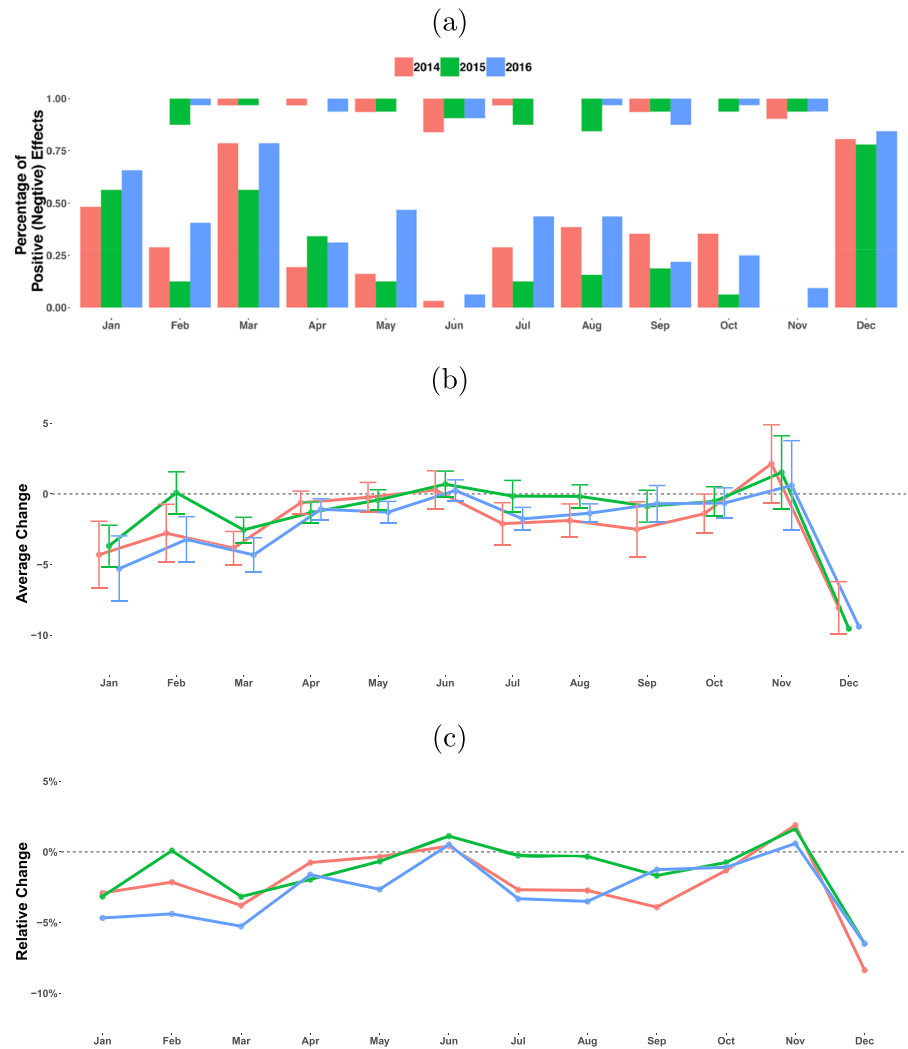 (a)
2014 2015 2016
Percentage of
Positive (Negtive) Effects
1.00
0.75
0.50
0.25
0.00
Jan Feb Mar Apr May Jun Jul Aug Sep Oct Nov Dec
(b)
Average Change
5
0
−5
−10
Jan Feb Mar Apr May Jun Jul Aug Sep Oct Nov Dec
(c)
Relative Change
5%
0%
−5%
−10%
Jan Feb Mar Apr May Jun Jul Aug Sep Oct Nov Dec